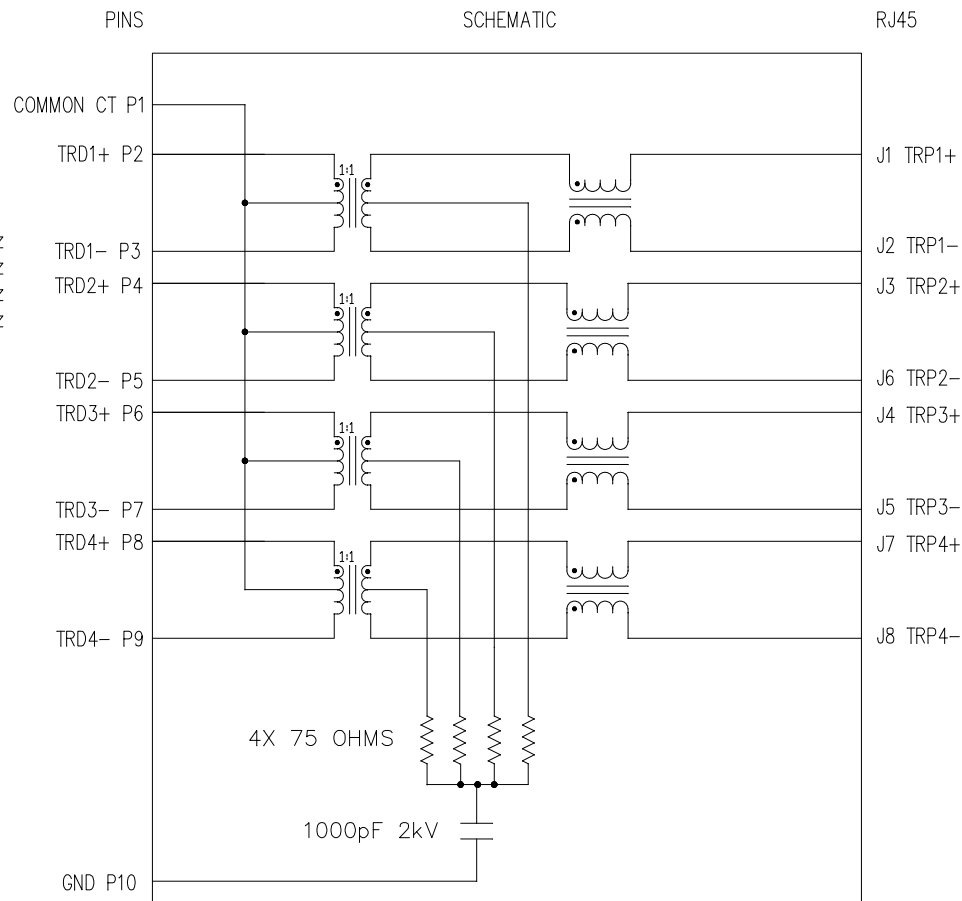 PINS SCHEMATIC RJ45
COMMON CT P1
TRD1+ P2 1:1 J1 TRP1+
TRD1- P3 J2 TRP1-
Z
Z
TRD2+ P4 1:1 J3 TRP2+
Z
Z
TRD2- P5 J6 TRP2-
TRD3+ P6 1:1 J4 TRP3+
TRD3- P7 J5 TRP3-
TRD4+ P8 1:1 J7 TRP4+
TRD4- P9 J8 TRP4-
4X 75 OHMS
1000pF 2kV
GND P10